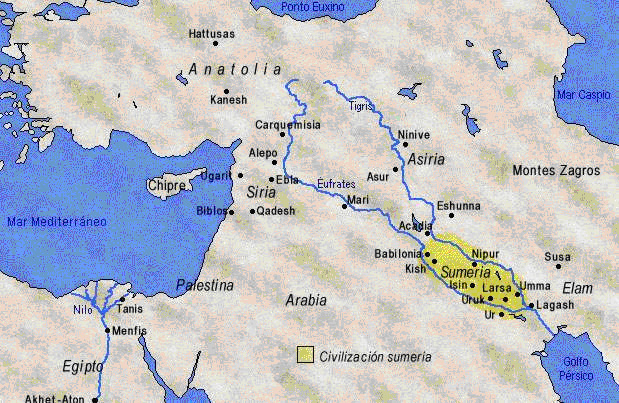 Ponto Euxino
Hattusas
Anatolia
Kanesh
Mar Caspio
Tigris
Carquemisia
Ninive
Alepo
Asiria
Montes Zagros
Chipre
Ugarit
Ebla
Asur
Siria
Éufrates
Mari
Biblos
Qadesh
Eshunna
Mar Mediterráneo
Acadia
Babilonia
Nipur
Susa
Kish
Sumeria
Palestina
Isin
Larsa
Umma
Elam
Arabia
Uruk
Lagash
Nilo
Tanis
Ur
Menfis
Civilización sumeria
Golfo
Pérsico
Egipto
Akhet-Aton